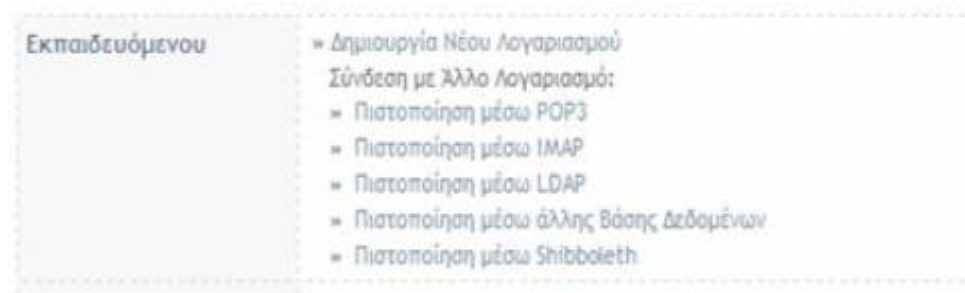 Εκπαιδευόμενου
» Δημιουργία Νέου Λογαριασμού
Σύνδεση με Άλλο Λογαριασμό:
» Πιστοποίηση μέσω POP3
» Πιστοποίηση μέσω IMAP
» Πιστοποίηση μέσω LDAP
» Πιστοποίηση μέσω άλλης Βάσης Δεδομένων
» Πιστοποίηση μέσω Shibboleth